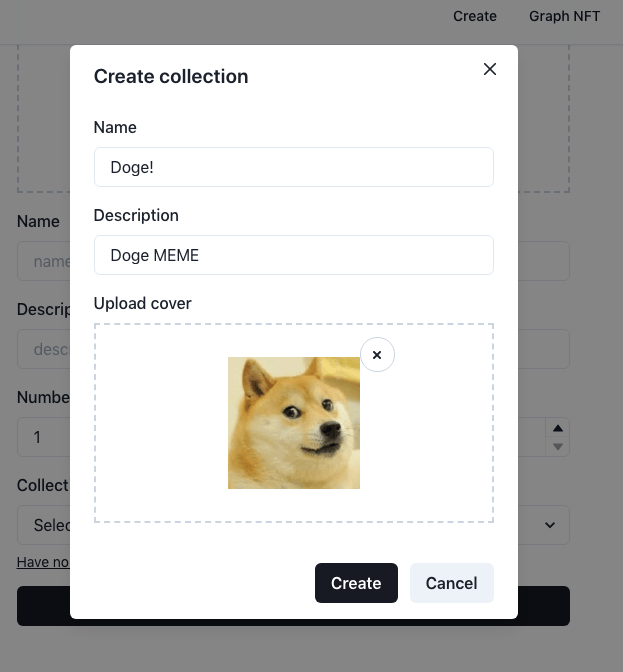 Create Graph NFT
Create collection
Name
Doge!
Description
Doge MEME
Upload cover
Create Cancel
Name
name
Descrip
desc
Numbe
1
Collect
Selec
Have no